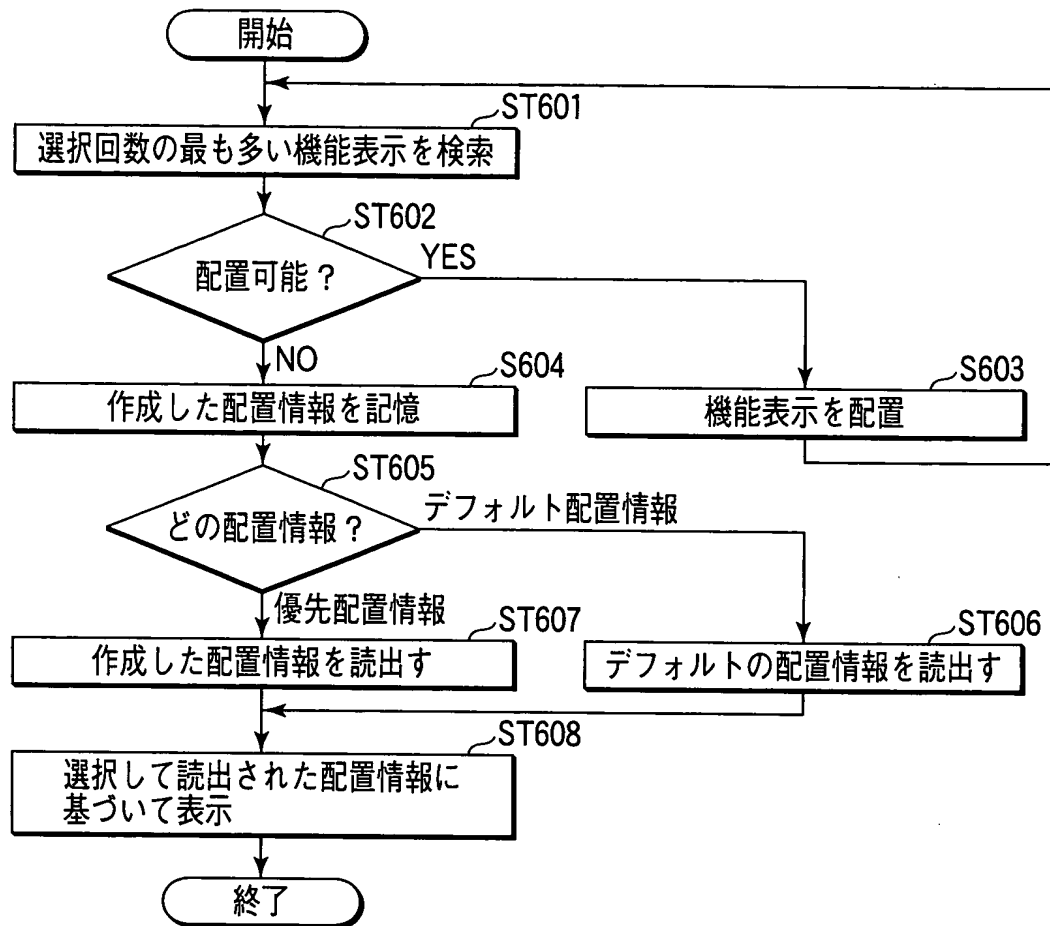 開始
ST601
選択回数の最も多い機能表示を検索
ST602
配置可能？
YES
NO
S604
作成した配置情報を記憶
S603
機能表示を配置
ST605
どの配置情報？
デフォルト配置情報
優先配置情報
ST607
作成した配置情報を読出す
ST606
デフォルトの配置情報を読出す
ST608
選択して読出された配置情報に
基づいて表示
終了